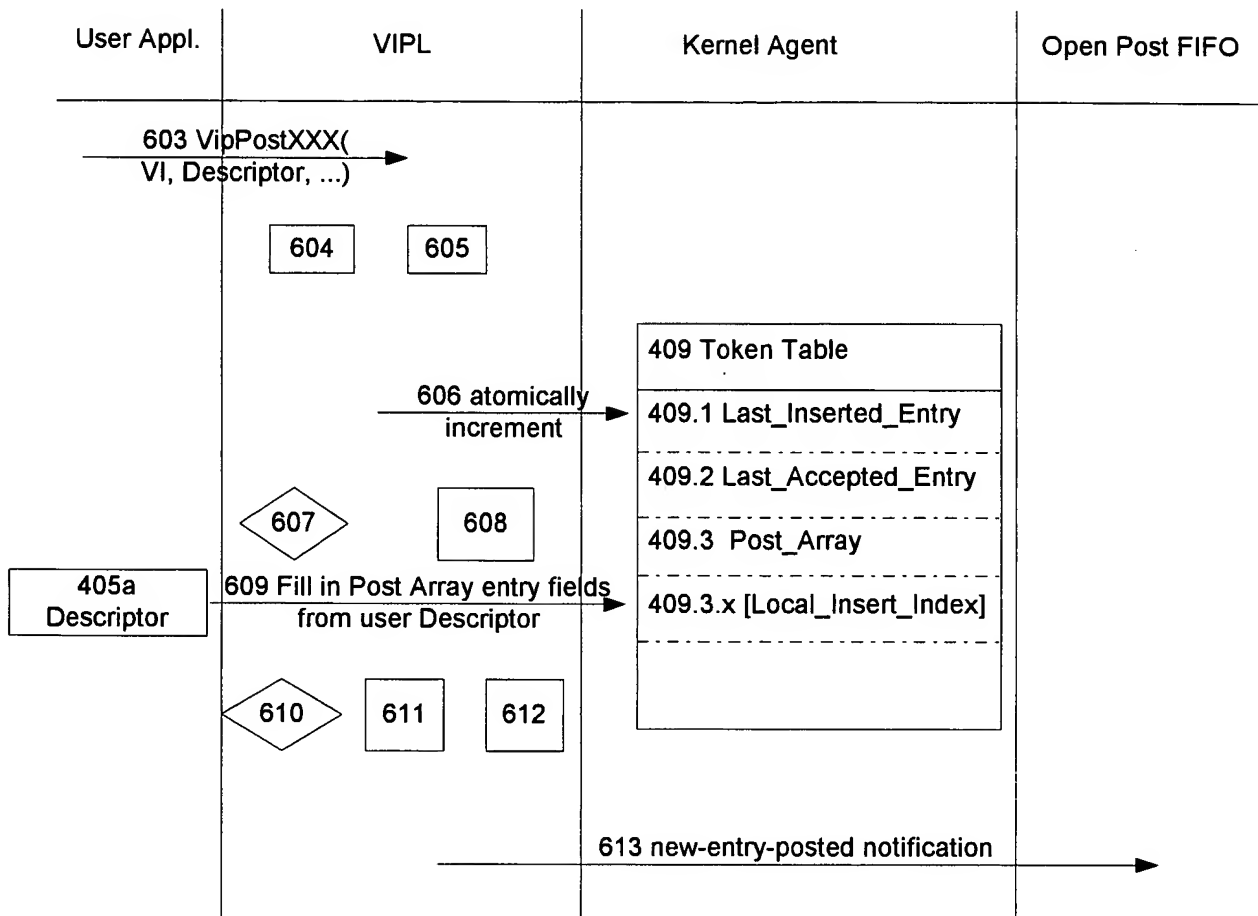 User Appl.
VIPL
Kernel Agent
Open Post FIFO
603 VipPostXXX(
VI, Descriptor, ...)
604
605
409 Token Table
606 atomically
increment
409.1 Last_Inserted_Entry
409.2 Last_Accepted_Entry
607
608
409.3 Post_Array
405a
Descriptor
609 Fill in Post Array entry fields
from user Descriptor
409.3.x [Local_Insert_Index]
610
611
612
613 new-entry-posted notification